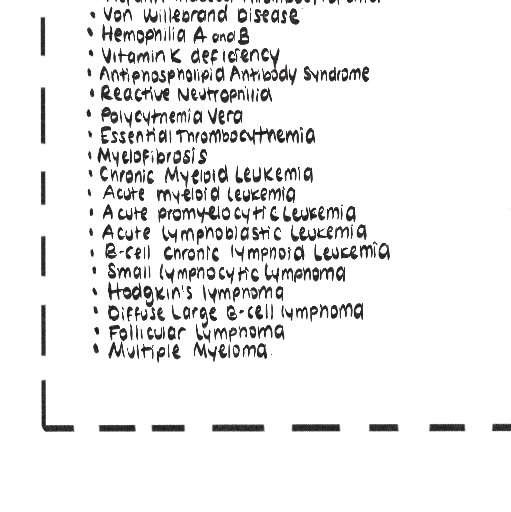 • Von Willebrand Disease
• Hemophilia A and B
• Vitamin K deficiency
• Antiphospholipid Antibody Syndrome
• Reactive Neutrophilia
• Polycythemia Vera
• Essential Thrombocythemia
• Myelofibrosis
• Chronic Myeloid Leukemia
• Acute myeloid Leukemia
• Acute promyelocytic Leukemia
• Acute Lymphoblastic Leukemia
• B-cell chronic lymphoid Leukemia
• Small lymphocytic Lymphoma
• Hodgkin's lymphoma
• Diffuse Large B-cell lymphoma
• Follicular Lymphoma
• Multiple Myeloma